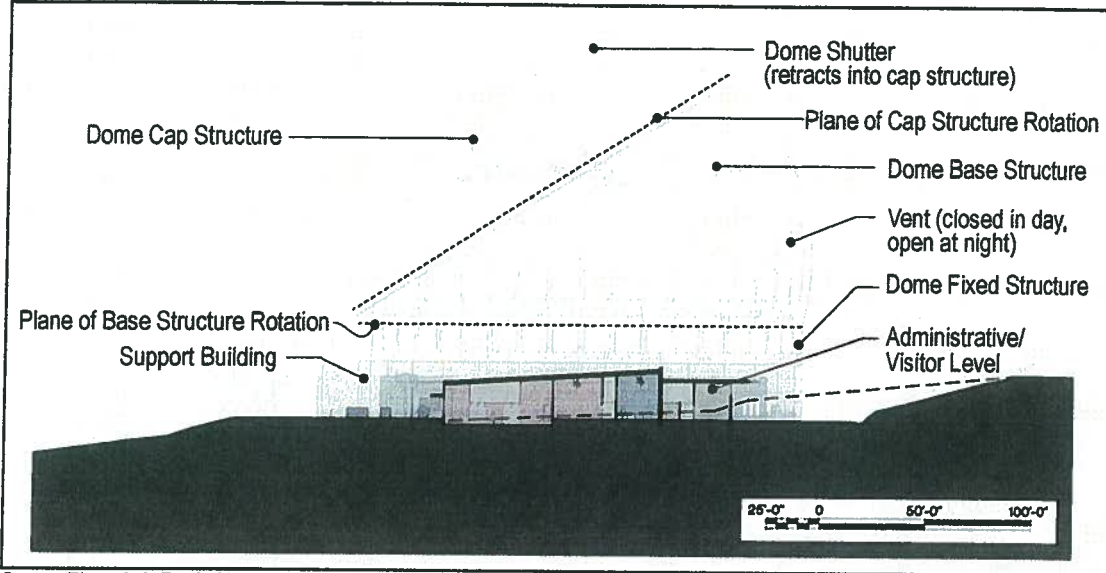 Dome Shutter
(retracts into cap structure)
Plane of Cap Structure Rotation
Dome Cap Structure
Dome Base Structure
Vent (closed in day,
open at night)
Dome Fixed Structure
Plane of Base Structure Rotation
Support Building
Administrative/
Visitor Level
25'-0" 0 50'-0" 100'-0"